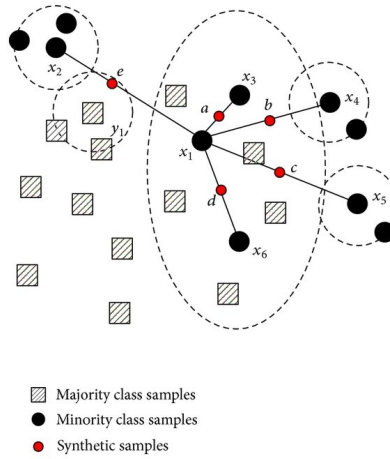 x2
e
x3
a
b
x4
y1
x1
c
d
x5
x6
Majority class samples
Minority class samples
Synthetic samples